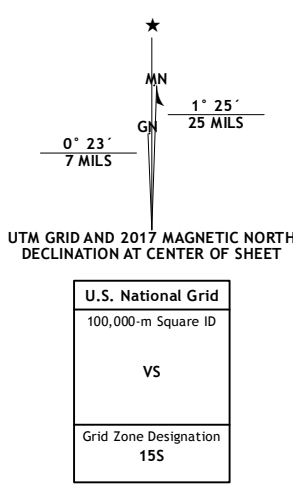 ★
MN
1° 25´
25 MILS
GN
0° 23´
7 MILS
UTM GRID AND 2017 MAGNETIC NORTH
DECLINATION AT CENTER OF SHEET
U.S. National Grid
100,000-m Square ID
VS
Grid Zone Designation
15S